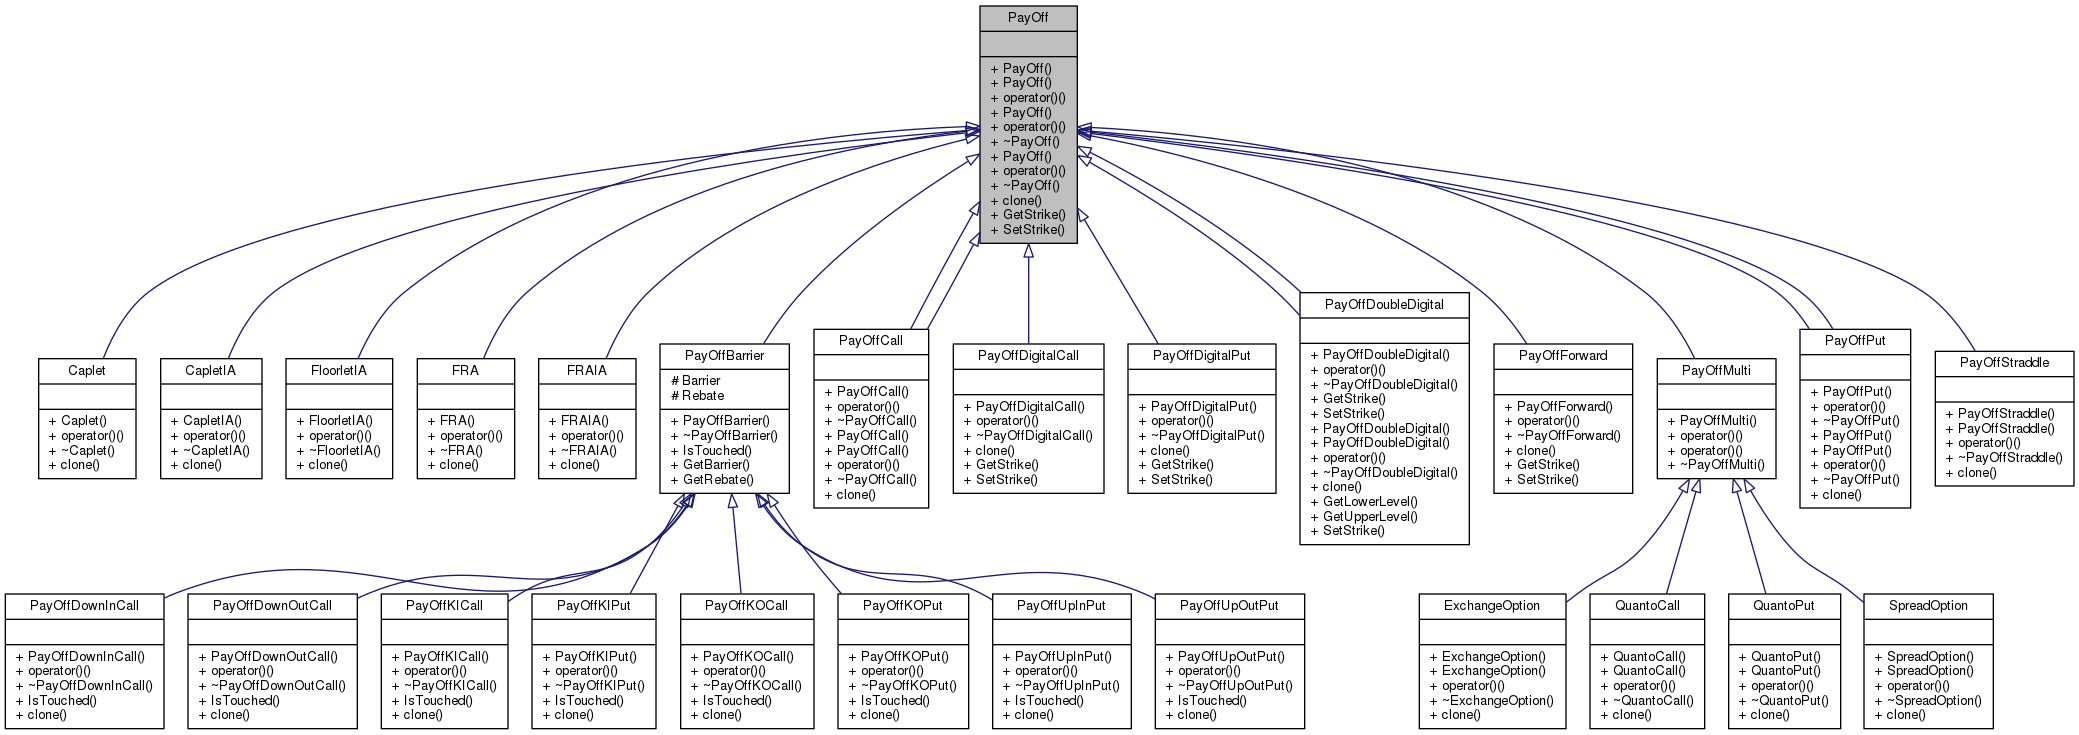 PayOff
+ PayOff()
+ PayOff()
+ operator()()
+ PayOff()
+ operator()()
+ ~PayOff()
+ PayOff()
+ operator()()
+ ~PayOff()
+ clone()
+ GetStrike()
+ SetStrike()
Caplet
+ Caplet()
+ operator()()
+ ~Caplet()
+ clone()
CapletIA
+ CapletIA()
+ operator()()
+ ~CapletIA()
+ clone()
FloorletIA
+ FloorletIA()
+ operator()()
+ ~FloorletIA()
+ clone()
FRA
+ FRA()
+ operator()()
+ ~FRA()
+ clone()
FRAIA
+ FRAIA()
+ operator()()
+ ~FRAIA()
+ clone()
PayOffBarrier
# Barrier
# Rebate
+ PayOffBarrier()
+ ~PayOffBarrier()
+ IsTouched()
+ GetBarrier()
+ GetRebate()
PayOffCall
+ PayOffCall()
+ operator()()
+ ~PayOffCall()
+ PayOffCall()
+ PayOffCall()
+ operator()()
+ ~PayOffCall()
+ clone()
PayOffDigitalCall
+ PayOffDigitalCall()
+ operator()()
+ ~PayOffDigitalCall()
+ clone()
+ GetStrike()
+ SetStrike()
PayOffDigitalPut
+ PayOffDigitalPut()
+ operator()()
+ ~PayOffDigitalPut()
+ clone()
+ GetStrike()
+ SetStrike()
PayOffDoubleDigital
+ PayOffDoubleDigital()
+ operator()()
+ ~PayOffDoubleDigital()
+ GetStrike()
+ SetStrike()
+ PayOffDoubleDigital()
+ PayOffDoubleDigital()
+ operator()()
+ ~PayOffDoubleDigital()
+ clone()
+ GetLowerLevel()
+ GetUpperLevel()
+ SetStrike()
PayOffForward
+ PayOffForward()
+ operator()()
+ ~PayOffForward()
+ clone()
+ GetStrike()
+ SetStrike()
PayOffMulti
+ PayOffMulti()
+ operator()()
+ operator()()
+ ~PayOffMulti()
PayOffPut
+ PayOffPut()
+ operator()()
+ ~PayOffPut()
+ PayOffPut()
+ PayOffPut()
+ operator()()
+ ~PayOffPut()
+ clone()
PayOffStraddle
+ PayOffStraddle()
+ PayOffStraddle()
+ operator()()
+ ~PayOffStraddle()
+ clone()
PayOffDownInCall
+ PayOffDownInCall()
+ operator()()
+ ~PayOffDownInCall()
+ IsTouched()
+ clone()
PayOffDownOutCall
+ PayOffDownOutCall()
+ operator()()
+ ~PayOffDownOutCall()
+ IsTouched()
+ clone()
PayOffKICall
+ PayOffKICall()
+ operator()()
+ ~PayOffKICall()
+ IsTouched()
+ clone()
PayOffKIPut
+ PayOffKIPut()
+ operator()()
+ ~PayOffKIPut()
+ IsTouched()
+ clone()
PayOffKOCall
+ PayOffKOCall()
+ operator()()
+ ~PayOffKOCall()
+ IsTouched()
+ clone()
PayOffKOPut
+ PayOffKOPut()
+ operator()()
+ ~PayOffKOPut()
+ IsTouched()
+ clone()
PayOffUpInPut
+ PayOffUpInPut()
+ operator()()
+ ~PayOffUpInPut()
+ IsTouched()
+ clone()
PayOffUpOutPut
+ PayOffUpOutPut()
+ operator()()
+ ~PayOffUpOutPut()
+ IsTouched()
+ clone()
ExchangeOption
+ ExchangeOption()
+ ExchangeOption()
+ operator()()
+ ~ExchangeOption()
+ clone()
QuantoCall
+ QuantoCall()
+ QuantoCall()
+ operator()()
+ ~QuantoCall()
+ clone()
QuantoPut
+ QuantoPut()
+ QuantoPut()
+ operator()()
+ ~QuantoPut()
+ clone()
SpreadOption
+ SpreadOption()
+ SpreadOption()
+ operator()()
+ ~SpreadOption()
+ clone()